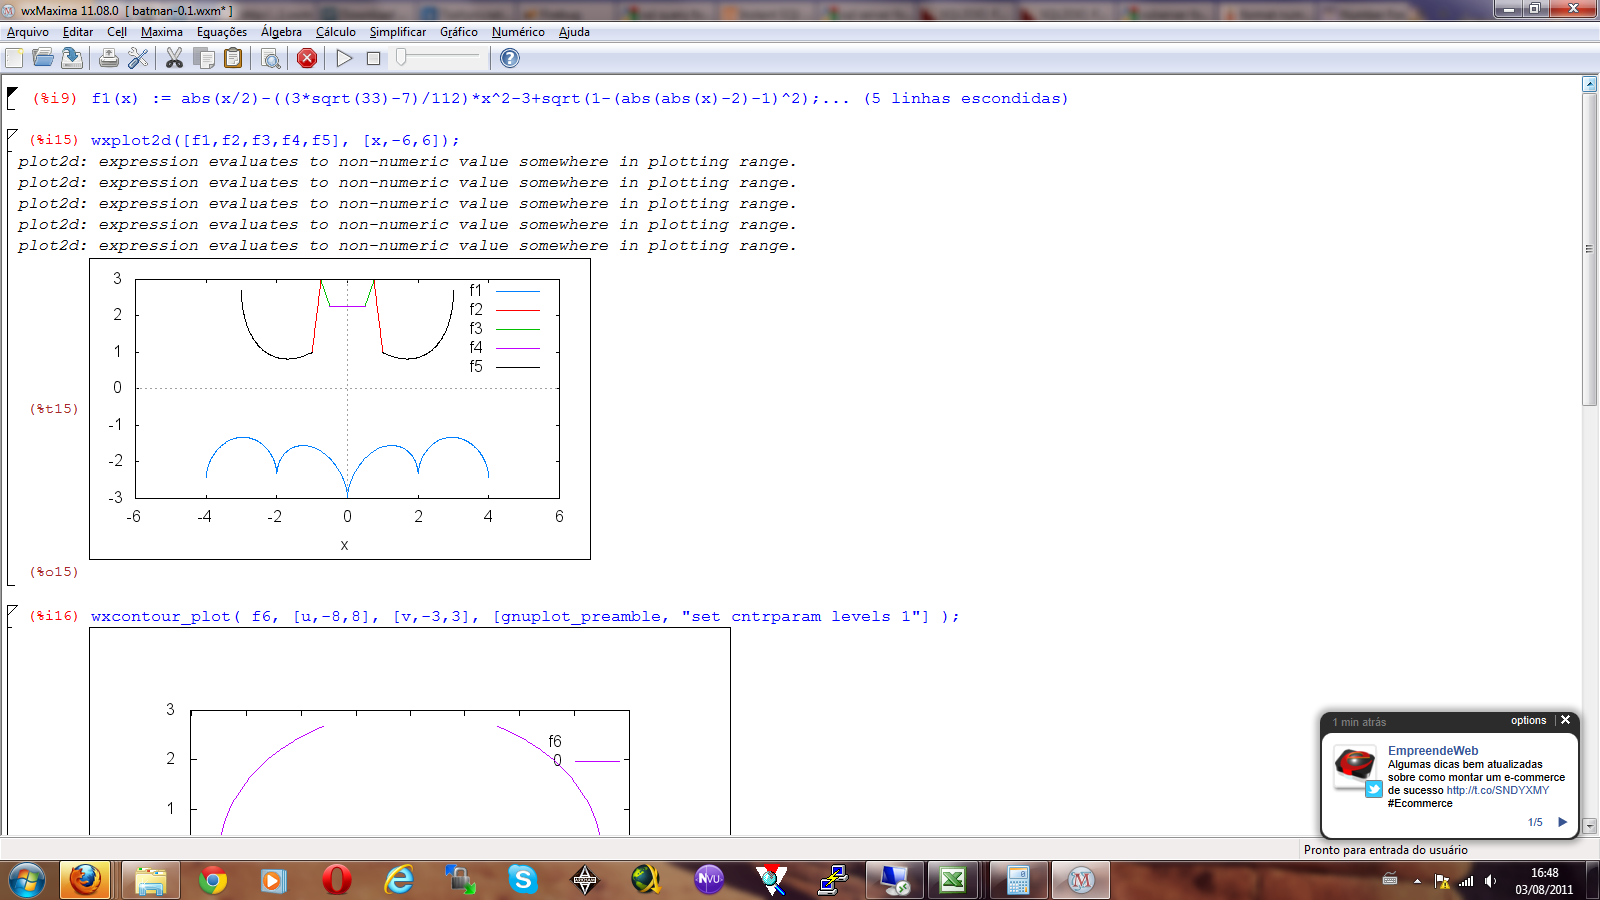 wxMaxima 11.08.0 [ batman-0.1.wxm* ]
Arquivo Editar Cell Maxima Equações Álgebra Cálculo Simplificar Gráfico Numérico Ajuda
(%i9) f1(x) := abs(x/2)-((3*sqrt(33)-7)/112)*x^2-3+sqrt(1-(abs(abs(x)-2)-1)^2);... (5 linhas escondidas)
(%i15) wxplot2d([f1,f2,f3,f4,f5], [x,-6,6]);
plot2d: expression evaluates to non-numeric value somewhere in plotting range.
plot2d: expression evaluates to non-numeric value somewhere in plotting range.
plot2d: expression evaluates to non-numeric value somewhere in plotting range.
plot2d: expression evaluates to non-numeric value somewhere in plotting range.
plot2d: expression evaluates to non-numeric value somewhere in plotting range.
(%t15)
3
2
1
0
-1
-2
-3
-6 -4 -2 0 2 4 6
x
f1
f2
f3
f4
f5
(%o15)
(%i16) wxcontour_plot( f6, [u,-8,8], [v,-3,3], [gnuplot_preamble, "set cntrparam levels 1"] );
3
2
1
f6
0
1 min atrás options
EmpreendeWeb
Algumas dicas bem atualizadas
sobre como montar um e-commerce
de sucesso http://t.co/SNDYXMY
#Ecommerce
1/5
Pronto para entrada do usuário
16:48
03/08/2011